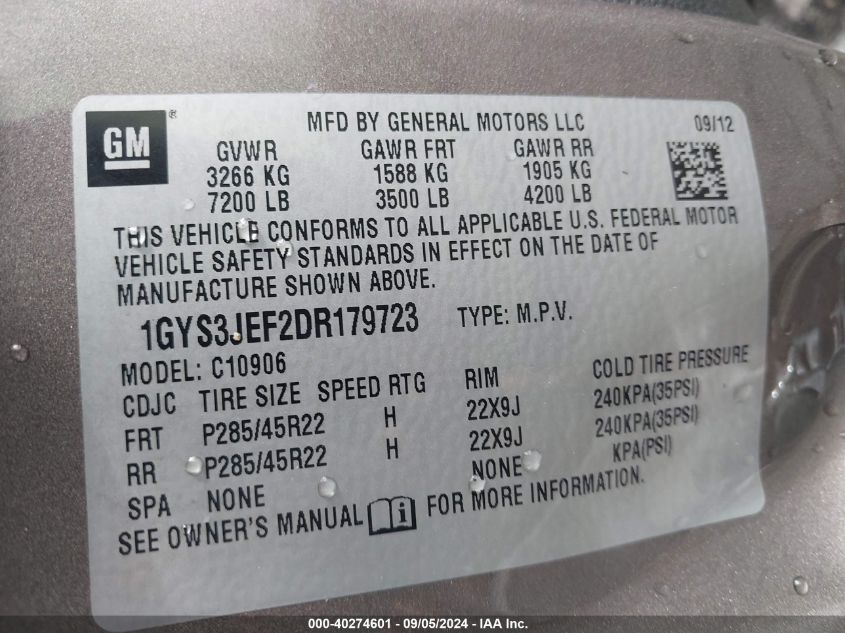 GM ®
MFD BY GENERAL MOTORS LLC 09/12
GVWR GAWR FRT GAWR RR
3266 KG 1588 KG 1905 KG
7200 LB 3500 LB 4200 LB
THIS VEHICLE CONFORMS TO ALL APPLICABLE U.S. FEDERAL MOTOR
VEHICLE SAFETY STANDARDS IN EFFECT ON THE DATE OF
MANUFACTURE SHOWN ABOVE.
1GYS3JEF2DR179723 TYPE: M.P.V.
MODEL: C10906
CDJC TIRE SIZE SPEED RTG RIM COLD TIRE PRESSURE
FRT P285/45R22 H 22X9J 240KPA(35PSI)
RR P285/45R22 H 22X9J 240KPA(35PSI)
SPA NONE NONE KPA(PSI)
SEE OWNER'S MANUAL i FOR MORE INFORMATION.
000-40274601 - 09/05/2024 - IAA Inc.